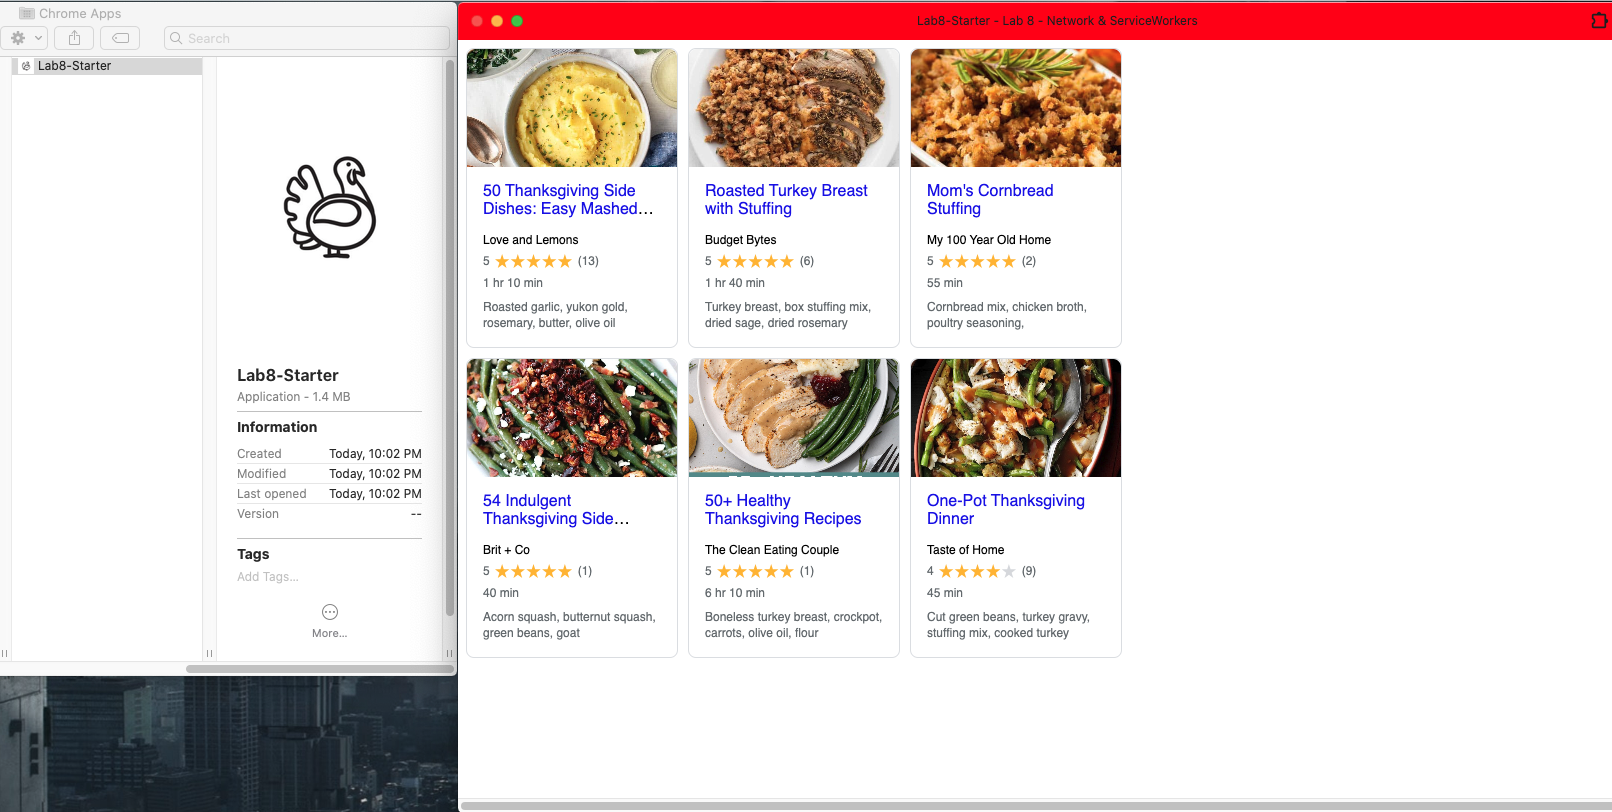 Chrome Apps
Search
Lab8-Starter
Lab8-Starter
Application - 1.4 MB
Information
Created Today, 10:02 PM
Modified Today, 10:02 PM
Last opened Today, 10:02 PM
Version --
Tags
Add Tags...
More...
Lab8-Starter - Lab 8 - Network & ServiceWorkers
50 Thanksgiving Side
Dishes: Easy Mashed...
Love and Lemons
5 ★★★★★ (13)
1 hr 10 min
Roasted garlic, yukon gold,
rosemary, butter, olive oil
Roasted Turkey Breast
with Stuffing
Budget Bytes
5 ★★★★★ (6)
1 hr 40 min
Turkey breast, box stuffing mix,
dried sage, dried rosemary
Mom's Cornbread
Stuffing
My 100 Year Old Home
5 ★★★★★ (2)
55 min
Cornbread mix, chicken broth,
poultry seasoning,
54 Indulgent
Thanksgiving Side...
Brit + Co
5 ★★★★★ (1)
40 min
Acorn squash, butternut squash,
green beans, goat
50+ Healthy
Thanksgiving Recipes
The Clean Eating Couple
5 ★★★★★ (1)
6 hr 10 min
Boneless turkey breast, crockpot,
carrots, olive oil, flour
One-Pot Thanksgiving
Dinner
Taste of Home
4 ★★★★★ (9)
45 min
Cut green beans, turkey gravy,
stuffing mix, cooked turkey